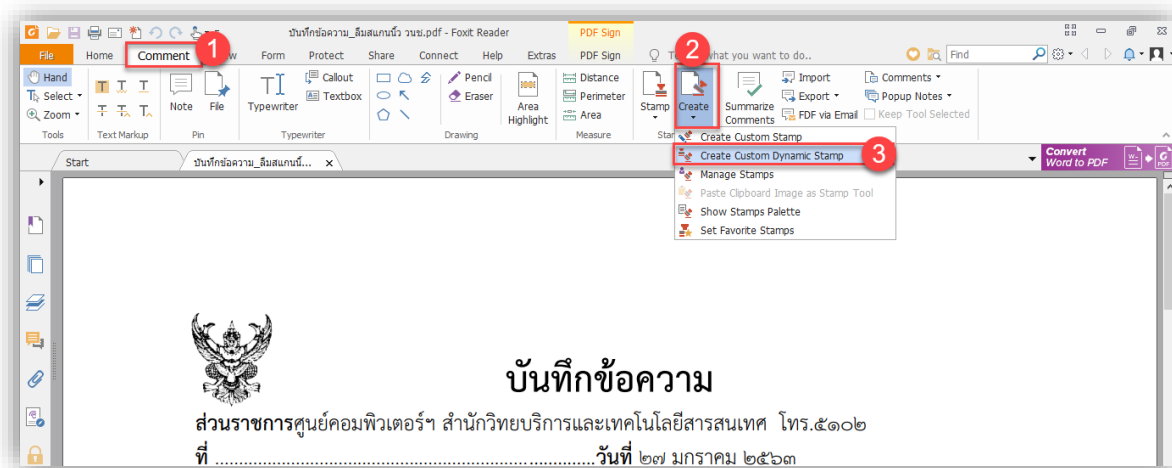 บันทึกข้อความ_ลืมสแกนนิ้ว วนช.pdf - Foxit Reader
PDF Sign
File Home Comment 1 w Form Protect Share Connect Help Extras PDF Sign T 2 what you want to do.. Find
Hand
Select
Zoom
Tools
T T T
Text Markup
Note File
Pin
Typewriter
Callout
Textbox
Typewriter
Pencil
Eraser
Area Highlight
Drawing
Distance
Perimeter
Area
Measure
Stamp Create
Star
Summarize Comments
Import
Export
FDF via Email
Comments
Popup Notes
Keep Tool Selected
Create Custom Stamp
Create Custom Dynamic Stamp 3
Manage Stamps
Paste Clipboard Image as Stamp Tool
Show Stamps Palette
Set Favorite Stamps
Start บันทึกข้อความ_ลืมสแกนนิ้... x
Convert
Word to PDF
บันทึกข้อความ
ส่วนราชการศูนย์คอมพิวเตอร์ฯ สำนักวิทยบริการและเทคโนโลยีสารสนเทศ โทร.๕๑๐๒
ที่ ................................................................................วันที่ ๒๗ มกราคม ๒๕๖๓